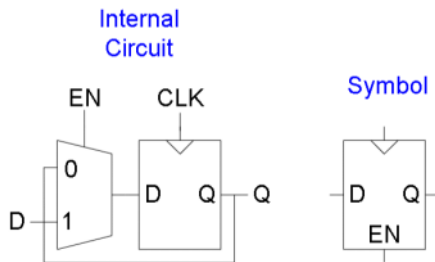 Internal
Circuit
EN CLK
Symbol
0
D 1 D Q Q
D Q
EN